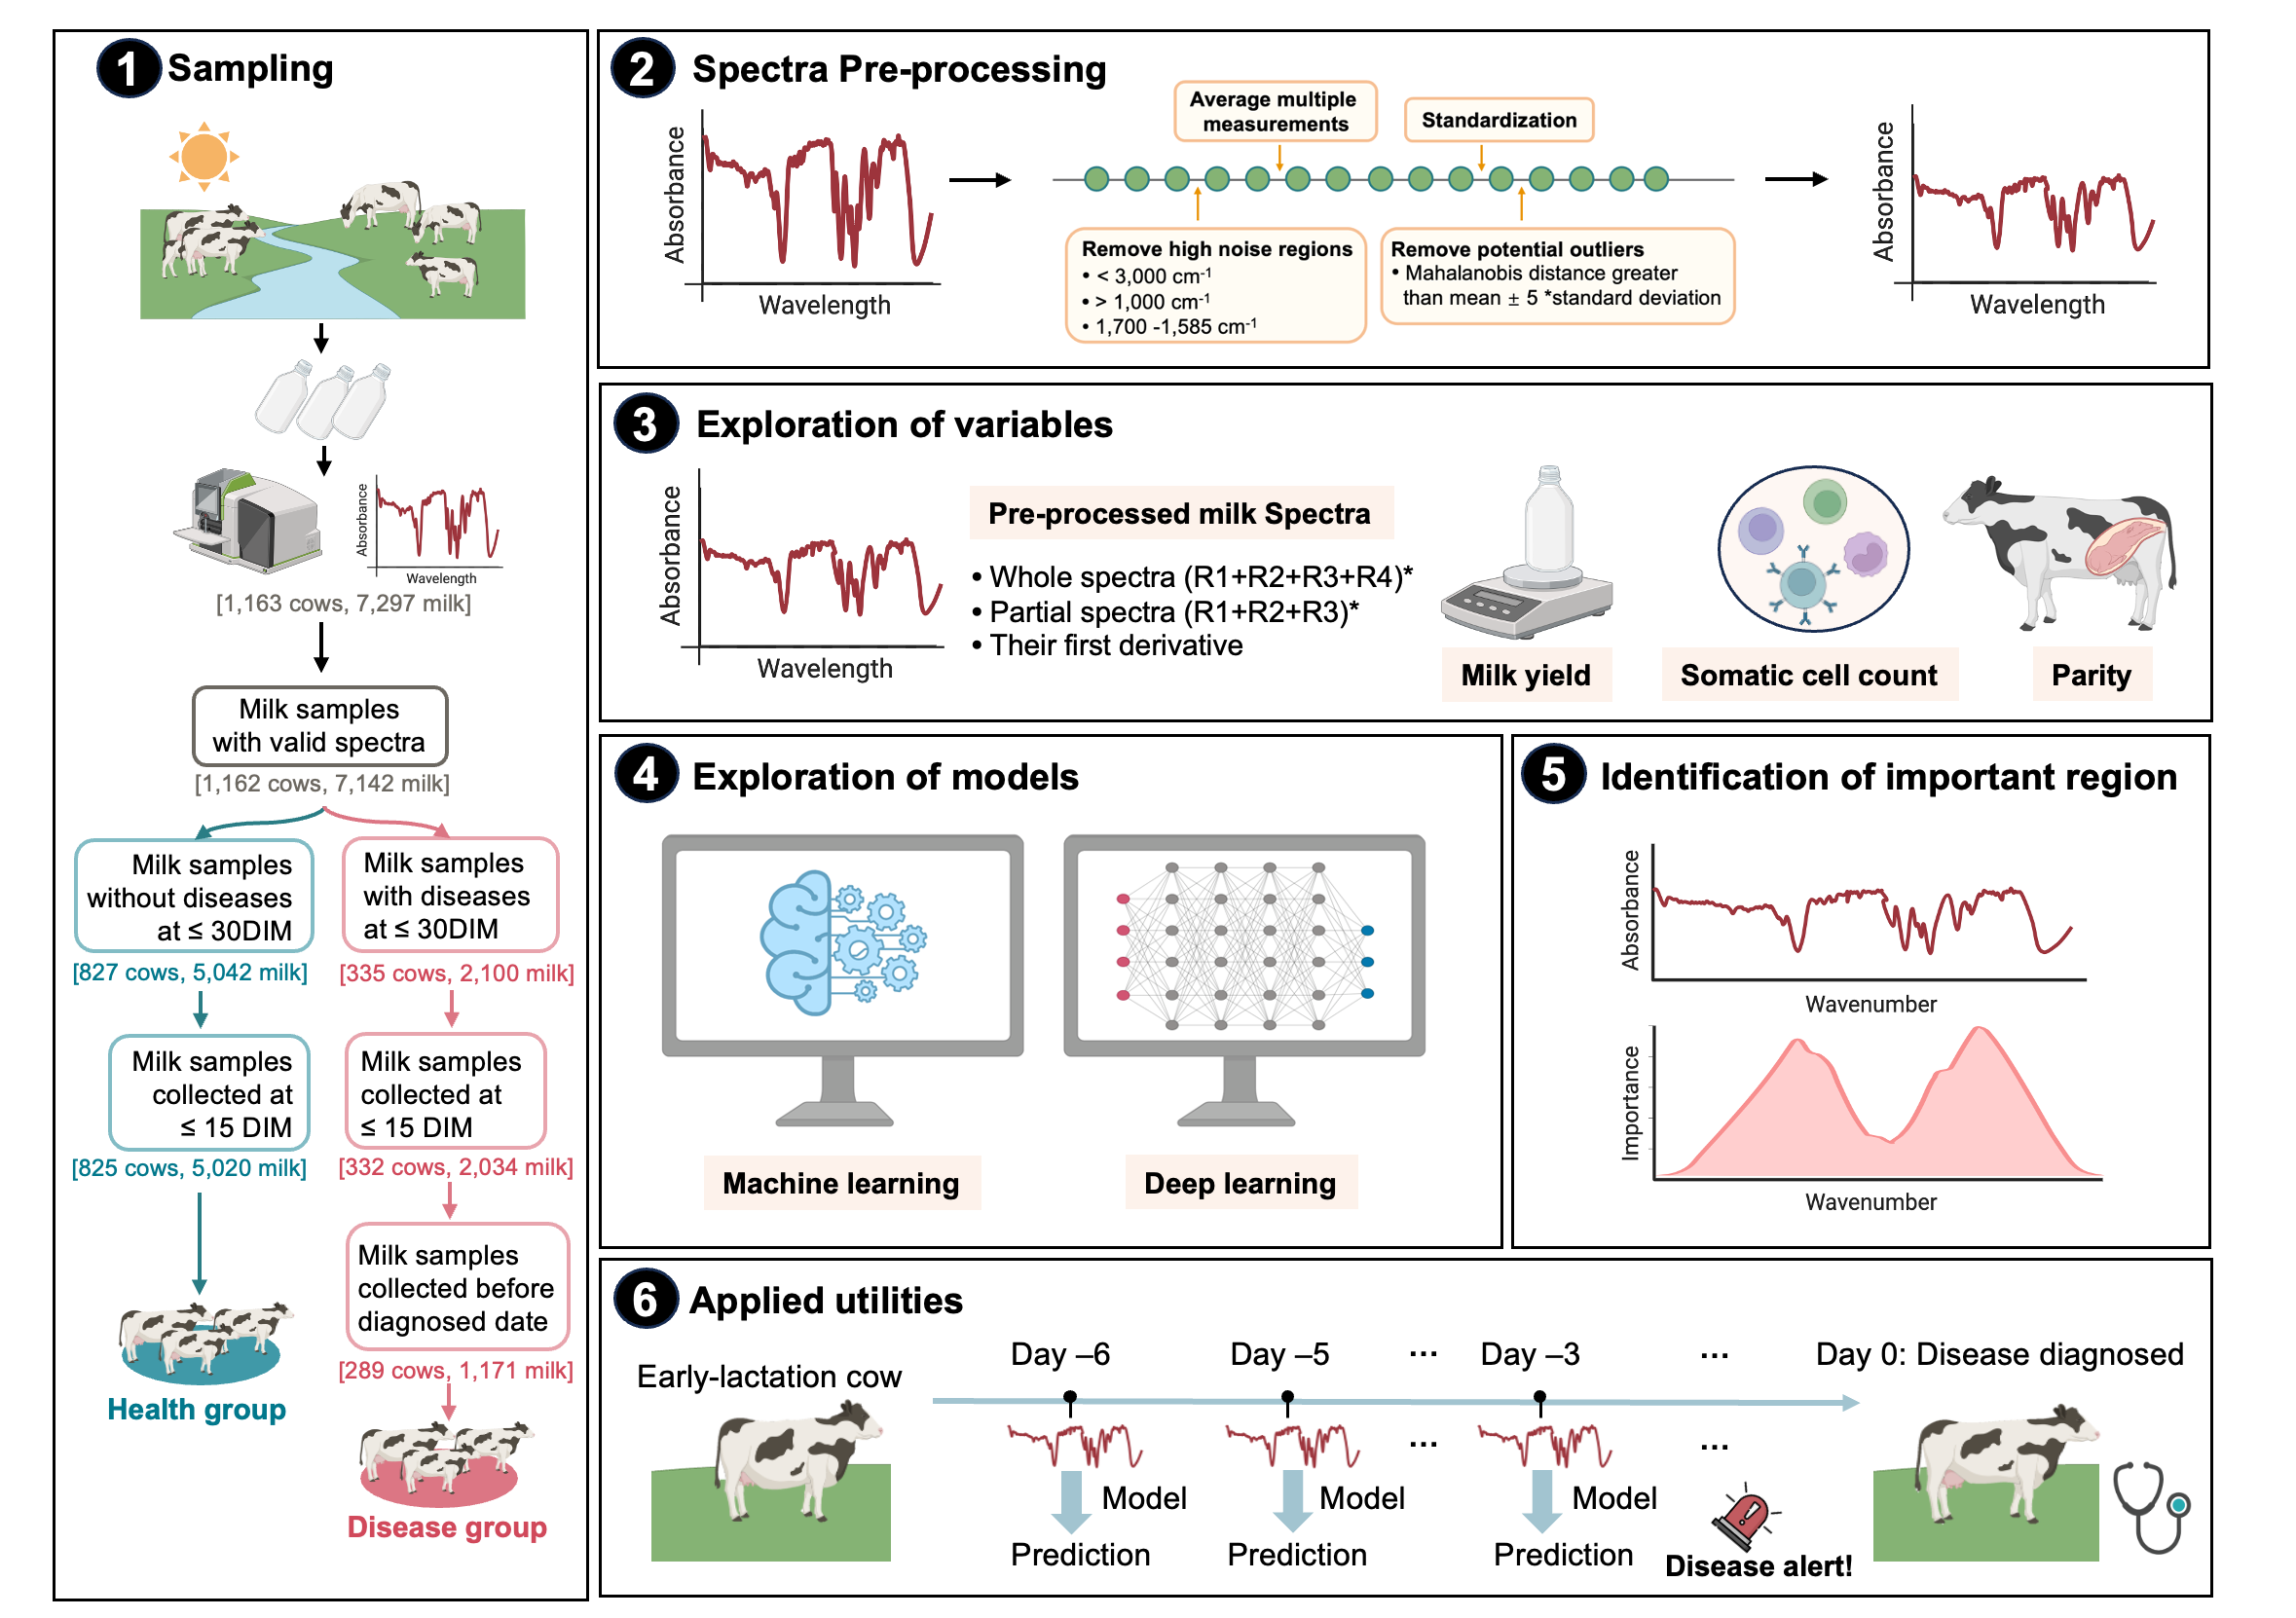 1 Sampling
Absorbance
Wavelength
[1,163 cows, 7,297 milk]
Milk samples
with valid spectra
[1,162 cows, 7,142 milk]
Milk samples
without diseases
at ≤ 30DIM
[827 cows, 5,042 milk]
Milk samples
with diseases
at ≤ 30DIM
[335 cows, 2,100 milk]
Milk samples
collected at
≤ 15 DIM
[825 cows, 5,020 milk]
Milk samples
collected at
≤ 15 DIM
[332 cows, 2,034 milk]
Milk samples
collected before
diagnosed date
[289 cows, 1,171 milk]
Health group
Disease group
2 Spectra Pre-processing
Absorbance
Wavelength
Average multiple
measurements
Standardization
Remove high noise regions
• < 3,000 cm⁻¹
• > 1,000 cm⁻¹
• 1,700 -1,585 cm⁻¹
Remove potential outliers
• Mahalanobis distance greater
than mean ± 5 *standard deviation
Absorbance
Wavelength
3 Exploration of variables
Absorbance
Wavelength
Pre-processed milk Spectra
• Whole spectra (R1+R2+R3+R4)*
• Partial spectra (R1+R2+R3)*
• Their first derivative
Milk yield
Somatic cell count
Parity
4 Exploration of models
Machine learning
Deep learning
5 Identification of important region
Absorbance
Wavenumber
Importance
Wavenumber
6 Applied utilities
Early-lactation cow
Day –6
Day –5
...
Day –3
...
Day 0: Disease diagnosed
...
...
Model
Model
Model
Prediction
Prediction
Prediction
Disease alert!